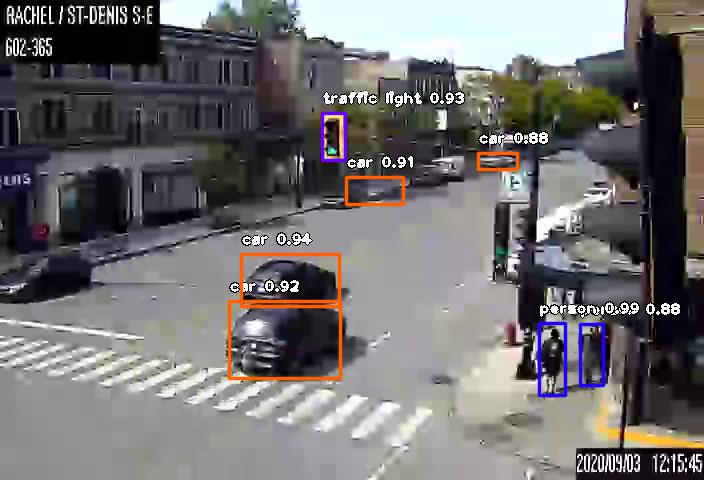 RACHEL / ST-DENIS S-E
602-365
traffic light 0.93
car 0.88
car 0.91
car 0.94
car 0.92
person 0.99
0.88
2020/09/03 12:15:45